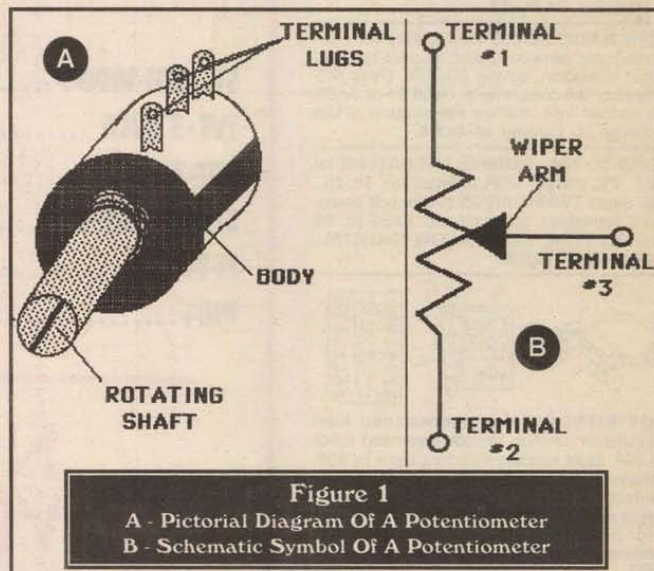 A
TERMINAL
LUGS
BODY
ROTATING
SHAFT
TERMINAL
#1
WIPER
ARM
TERMINAL
#3
B
TERMINAL
#2
Figure 1
A - Pictorial Diagram Of A Potentiometer
B - Schematic Symbol Of A Potentiometer